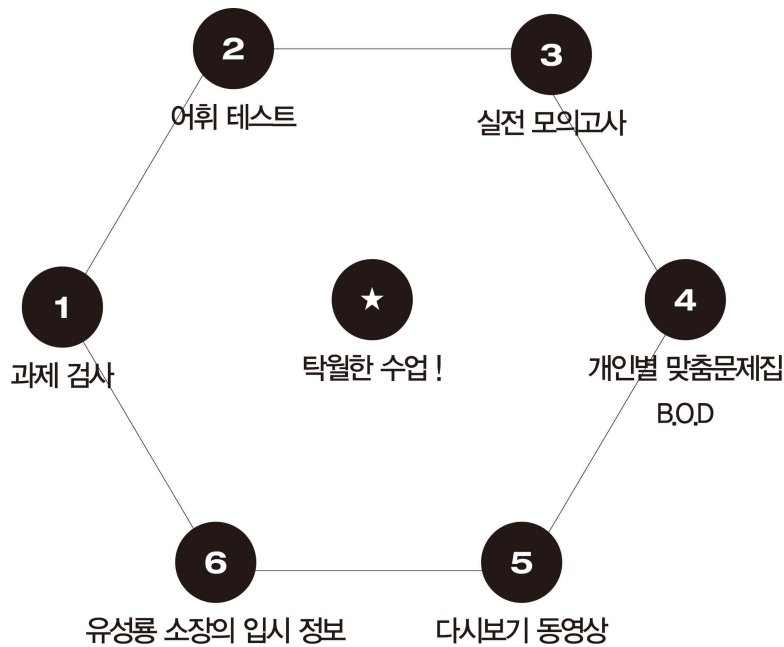 2
어휘 테스트
3
실전 모의고사
1
과제 검사
★
탁월한 수업 !
4
개인별 맞춤문제집
B.O.D
6
유성룡 소장의 입시 정보
5
다시보기 동영상